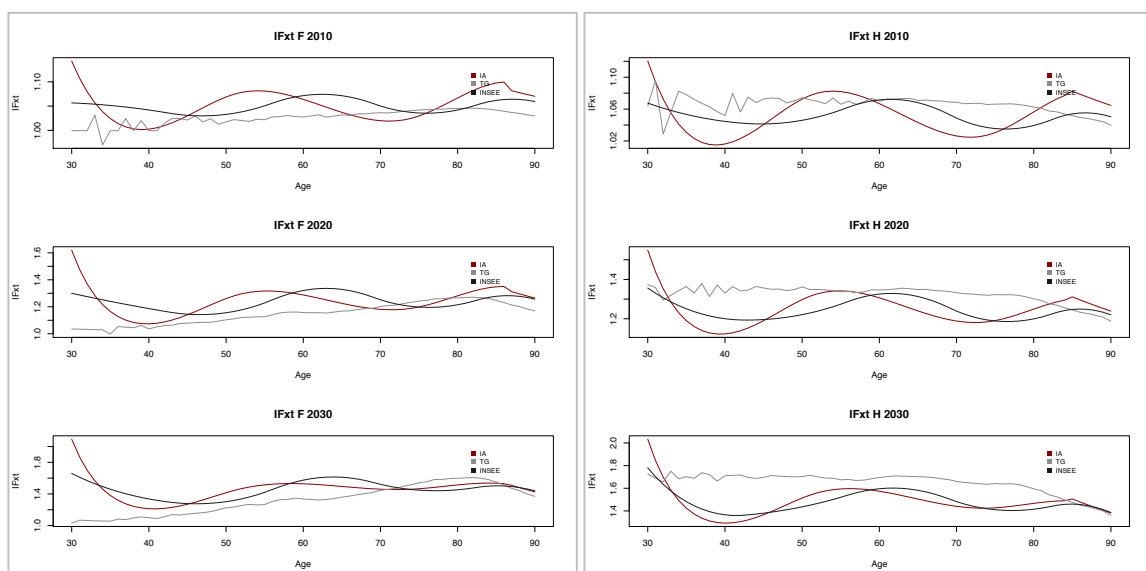 IFxt F 2010
IFxt
1.00 1.10
IA
TG
INSEE
30 40 50 60 70 80 90
Age
IFxt F 2020
IFxt
1.0 1.2 1.4 1.6
IA
TG
INSEE
30 40 50 60 70 80 90
Age
IFxt F 2030
IFxt
1.0 1.4 1.8
IA
TG
INSEE
30 40 50 60 70 80 90
Age
IFxt H 2010
IFxt
1.02 1.06 1.10
IA
TG
INSEE
30 40 50 60 70 80 90
Age
IFxt H 2020
IFxt
1.2 1.4
IA
TG
INSEE
30 40 50 60 70 80 90
Age
IFxt H 2030
IFxt
1.4 1.6 1.8 2.0
IA
TG
INSEE
30 40 50 60 70 80 90
Age